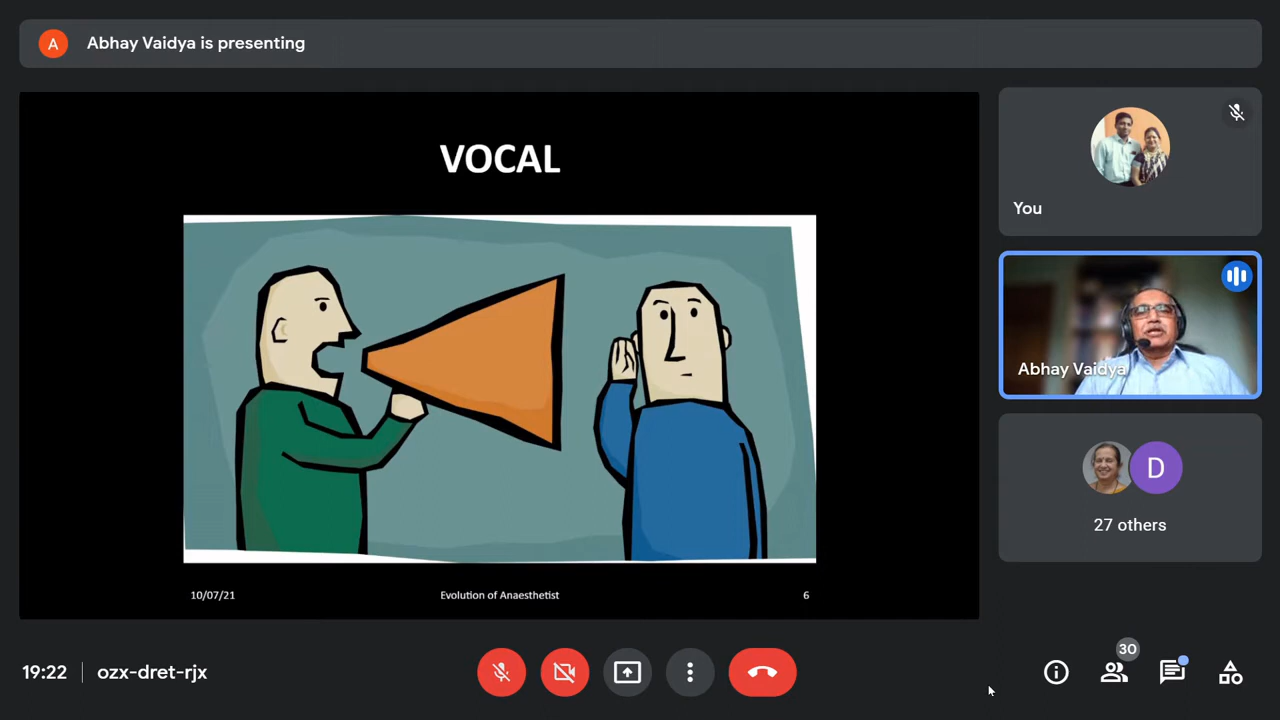 A
Abhay Vaidya is presenting
VOCAL
10/07/21
Evolution of Anaesthetist
6
You
Abhay Vaidya
D
27 others
19:22
ozx-dret-rjx
30